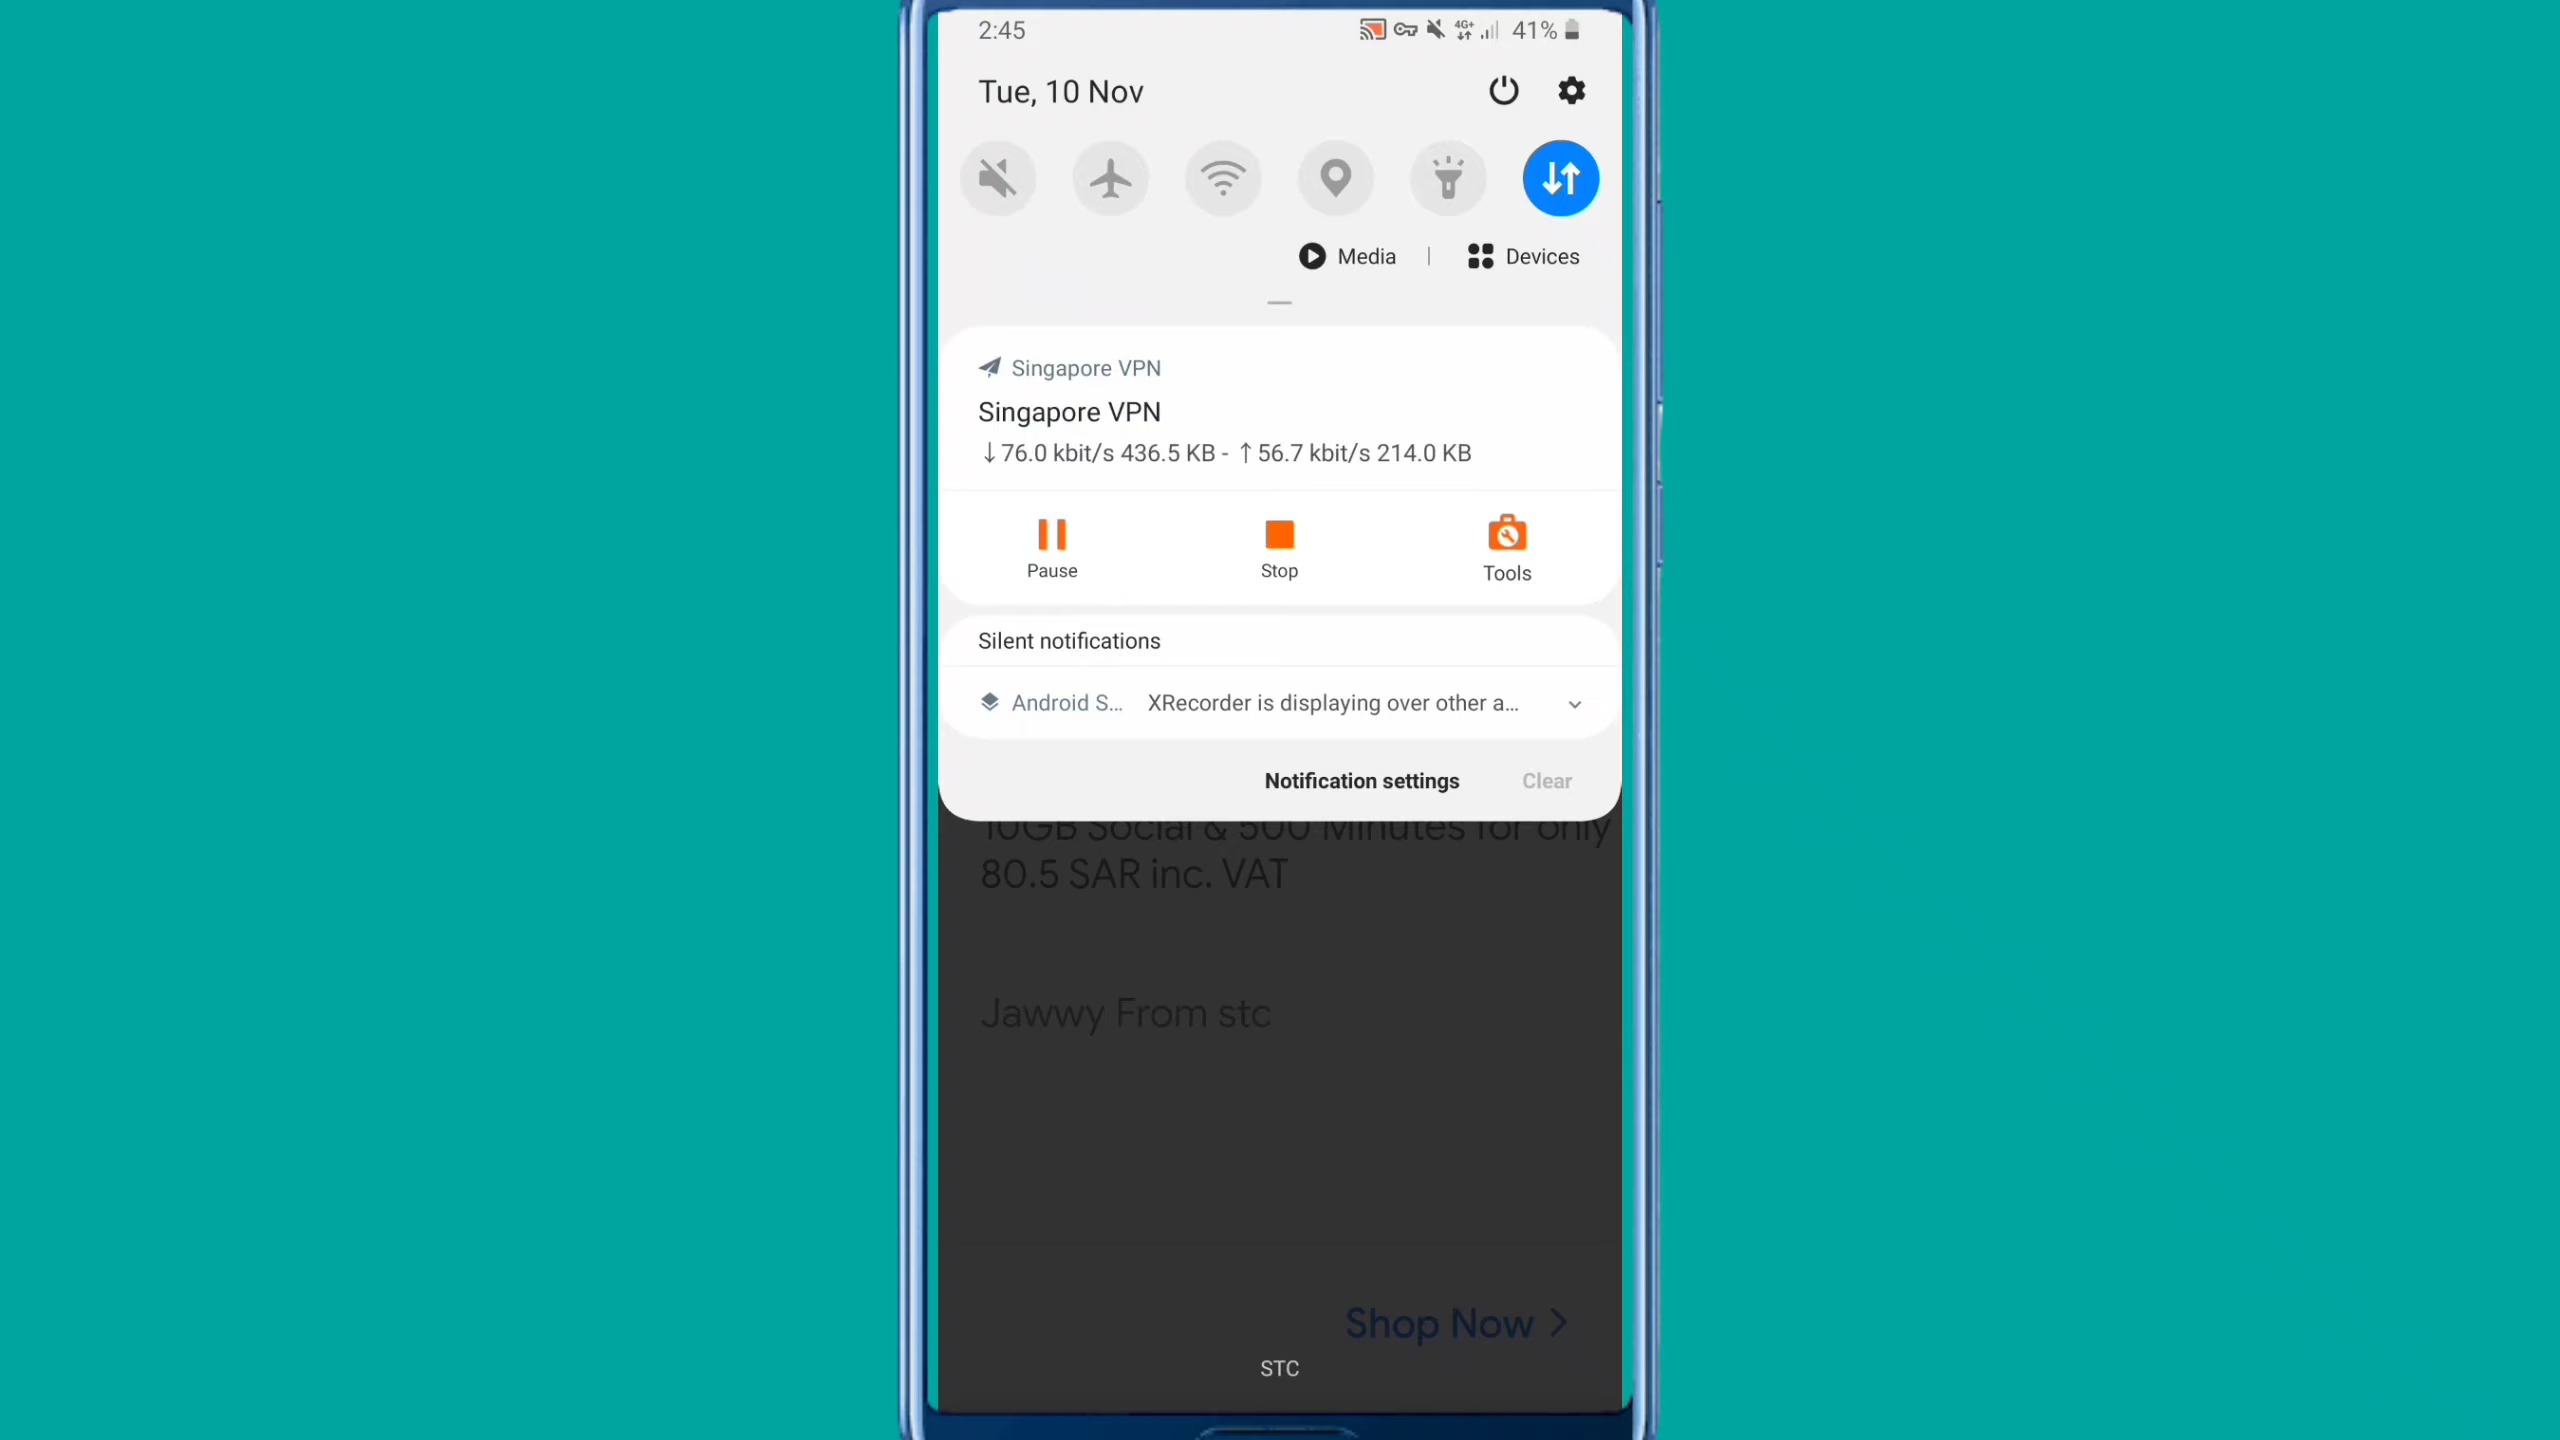 2:45
4G+
41%
Tue, 10 Nov
Media | Devices
Singapore VPN
Singapore VPN
↓76.0 kbit/s 436.5 KB - ↑56.7 kbit/s 214.0 KB
Pause
Stop
Tools
Silent notifications
Android S... XRecorder is displaying over other a...
Notification settings
Clear
10GB Social & 500 Minutes for only
80.5 SAR inc. VAT
Jawwy From stc
Shop Now >
STC